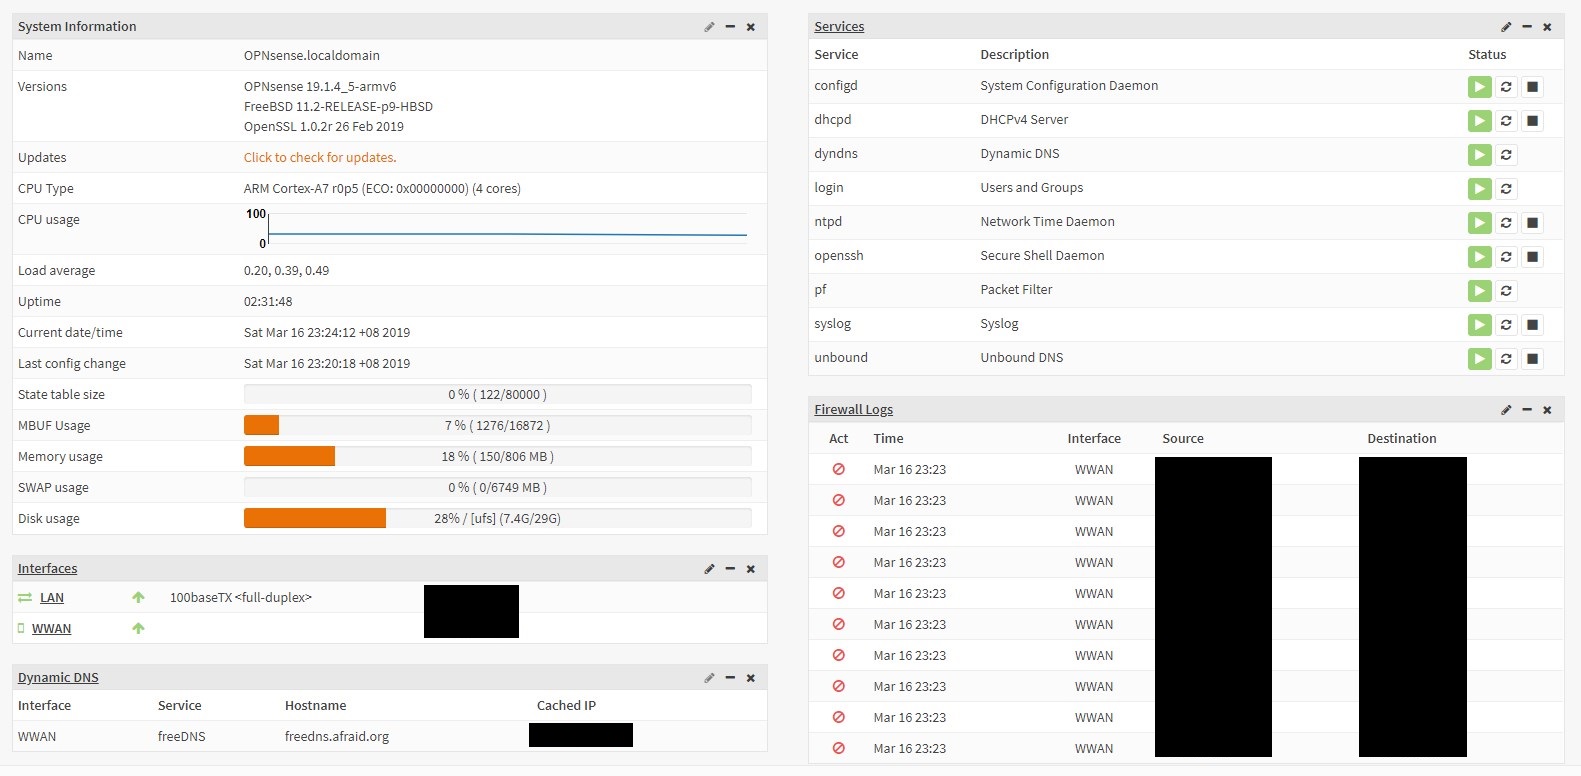 System Information
Name OPNsense.localdomain
Versions OPNsense 19.1.4_5-armv6
FreeBSD 11.2-RELEASE-p9-HBSD
OpenSSL 1.0.2r 26 Feb 2019
Updates Click to check for updates.
CPU Type ARM Cortex-A7 r0p5 (ECO: 0x00000000) (4 cores)
CPU usage 100
0
Load average 0.20, 0.39, 0.49
Uptime 02:31:48
Current date/time Sat Mar 16 23:24:12 +08 2019
Last config change Sat Mar 16 23:20:18 +08 2019
State table size 0 % ( 122/80000 )
MBUF Usage 7 % ( 1276/16872 )
Memory usage 18 % ( 150/806 MB )
SWAP usage 0 % ( 0/6749 MB )
Disk usage 28% / [ufs] (7.4G/29G)
Interfaces
LAN 100baseTX <full-duplex>
WWAN
Dynamic DNS
Interface Service Hostname Cached IP
WWAN freeDNS freedns.afraid.org
Services
Service Description Status
configd System Configuration Daemon
dhcpd DHCPv4 Server
dyndns Dynamic DNS
login Users and Groups
ntpd Network Time Daemon
openssh Secure Shell Daemon
pf Packet Filter
syslog Syslog
unbound Unbound DNS
Firewall Logs
Act Time Interface Source Destination
Mar 16 23:23 WWAN
Mar 16 23:23 WWAN
Mar 16 23:23 WWAN
Mar 16 23:23 WWAN
Mar 16 23:23 WWAN
Mar 16 23:23 WWAN
Mar 16 23:23 WWAN
Mar 16 23:23 WWAN
Mar 16 23:23 WWAN
Mar 16 23:23 WWAN